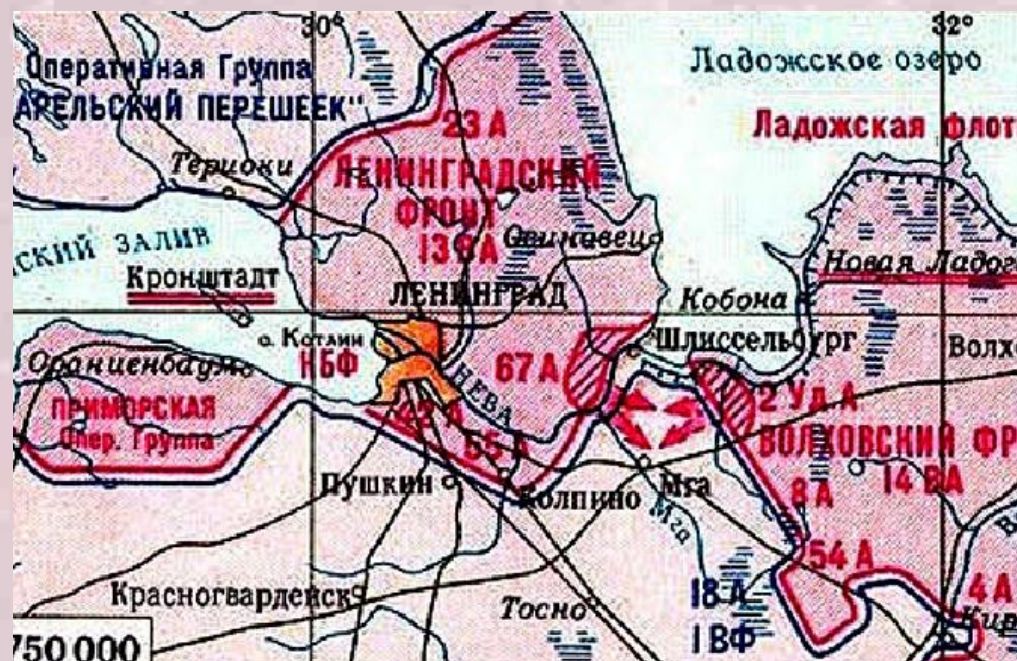 30°
32°
Оперативная Группа
АРЕЛЬСКИЙ ПЕРЕШЕЕК"
Ладожское озеро
23 А
Ладожская флот
Териоки
ЛЕНИНГРАДСКИЙ
ФРОНТ
13 ВА
Осиновец
СКИЙ ЗАЛИВ
Кронштадт
ЛЕНИНГРАД
Кобона
Новая Ладог
о. Котлин
КБФ
Шлиссельбург
Волх
Ораниенбаум
НЕВА
67 А
ПРИМОРСКАЯ
Опер. Группа
42 А
55 А
2 Уд. А
ВОЛХОВСКИЙ ФР
14 ВА
8 А
Пушкин
Колпино
Мга
Мга
54 А
Красногвардейск
Тосно
18 А
1 ВФ
4 А
Кир
750 000